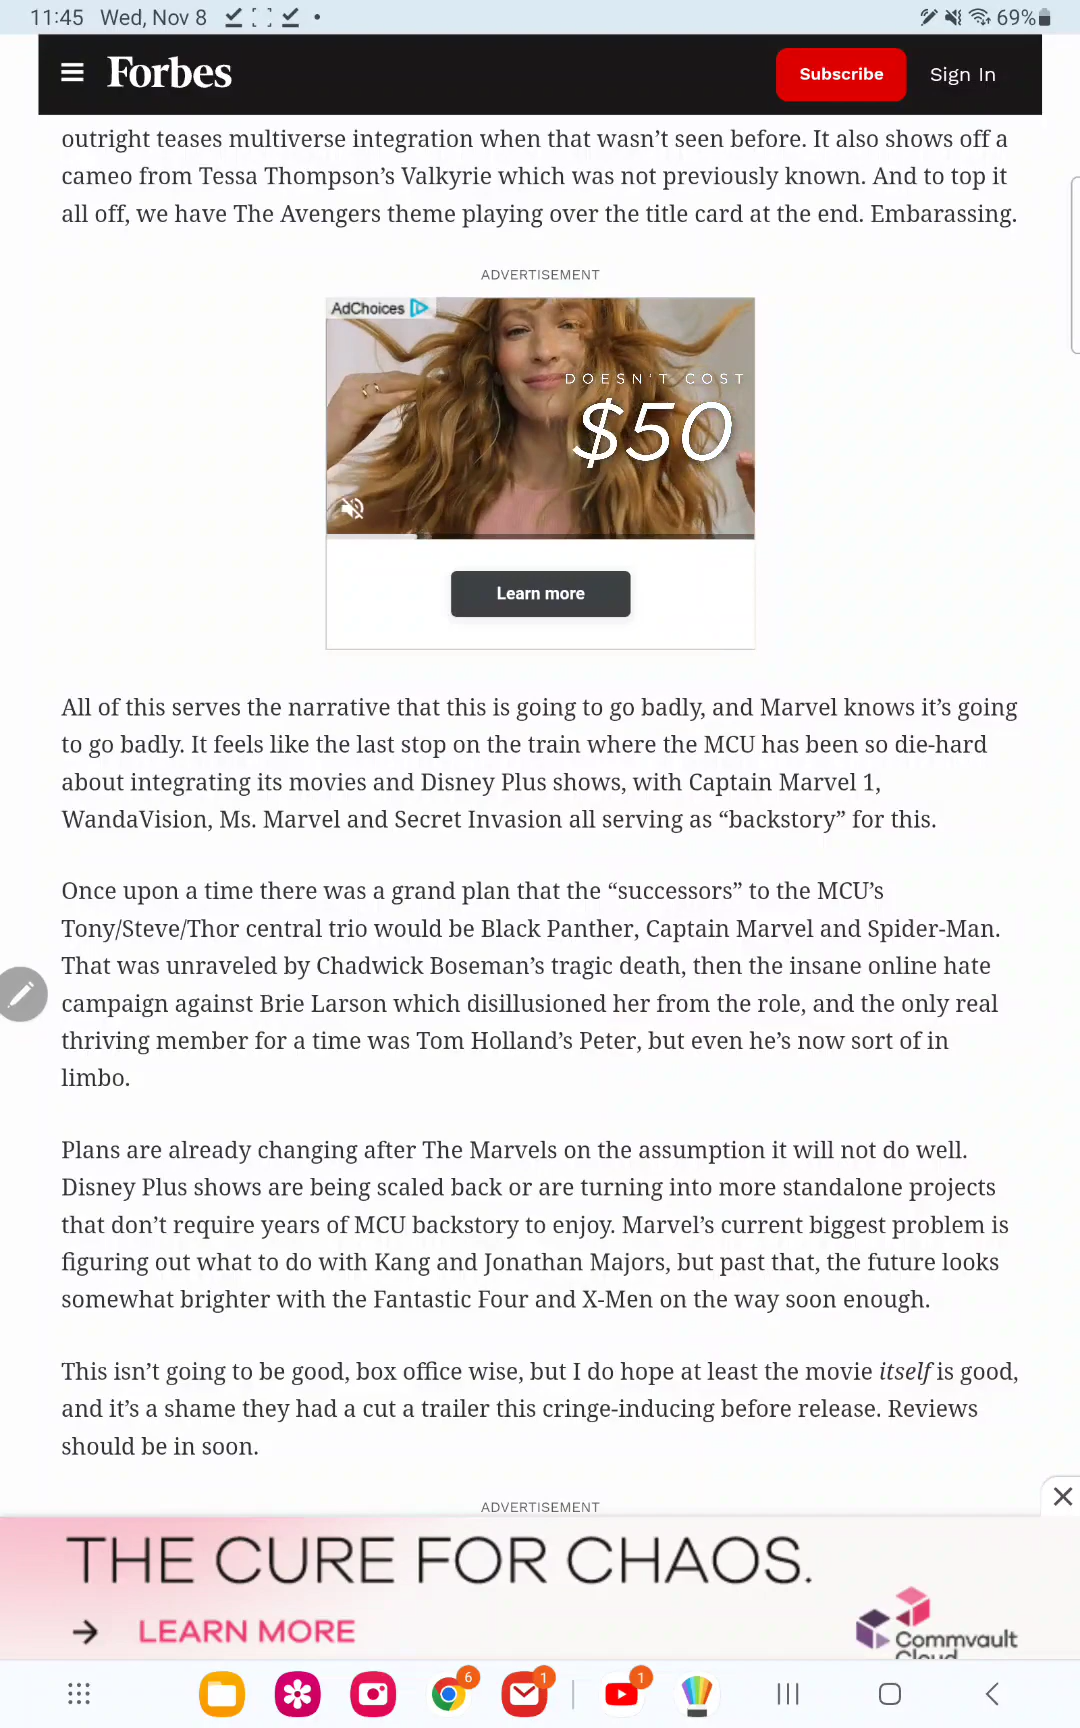 11:45 Wed, Nov 8
69%
Forbes
Subscribe
Sign In
outright teases multiverse integration when that wasn’t seen before. It also shows off a
cameo from Tessa Thompson’s Valkyrie which was not previously known. And to top it
all off, we have The Avengers theme playing over the title card at the end. Embarassing.
ADVERTISEMENT
AdChoices
DOESN'T COST
$50
Learn more
All of this serves the narrative that this is going to go badly, and Marvel knows it’s going
to go badly. It feels like the last stop on the train where the MCU has been so die-hard
about integrating its movies and Disney Plus shows, with Captain Marvel 1,
WandaVision, Ms. Marvel and Secret Invasion all serving as “backstory” for this.
Once upon a time there was a grand plan that the “successors” to the MCU’s
Tony/Steve/Thor central trio would be Black Panther, Captain Marvel and Spider-Man.
That was unraveled by Chadwick Boseman’s tragic death, then the insane online hate
campaign against Brie Larson which disillusioned her from the role, and the only real
thriving member for a time was Tom Holland’s Peter, but even he’s now sort of in
limbo.
Plans are already changing after The Marvels on the assumption it will not do well.
Disney Plus shows are being scaled back or are turning into more standalone projects
that don’t require years of MCU backstory to enjoy. Marvel’s current biggest problem is
figuring out what to do with Kang and Jonathan Majors, but past that, the future looks
somewhat brighter with the Fantastic Four and X-Men on the way soon enough.
This isn’t going to be good, box office wise, but I do hope at least the movie itself is good,
and it’s a shame they had a cut a trailer this cringe-inducing before release. Reviews
should be in soon.
ADVERTISEMENT
THE CURE FOR CHAOS.
LEARN MORE
Commvault
Cloud
6
1
1